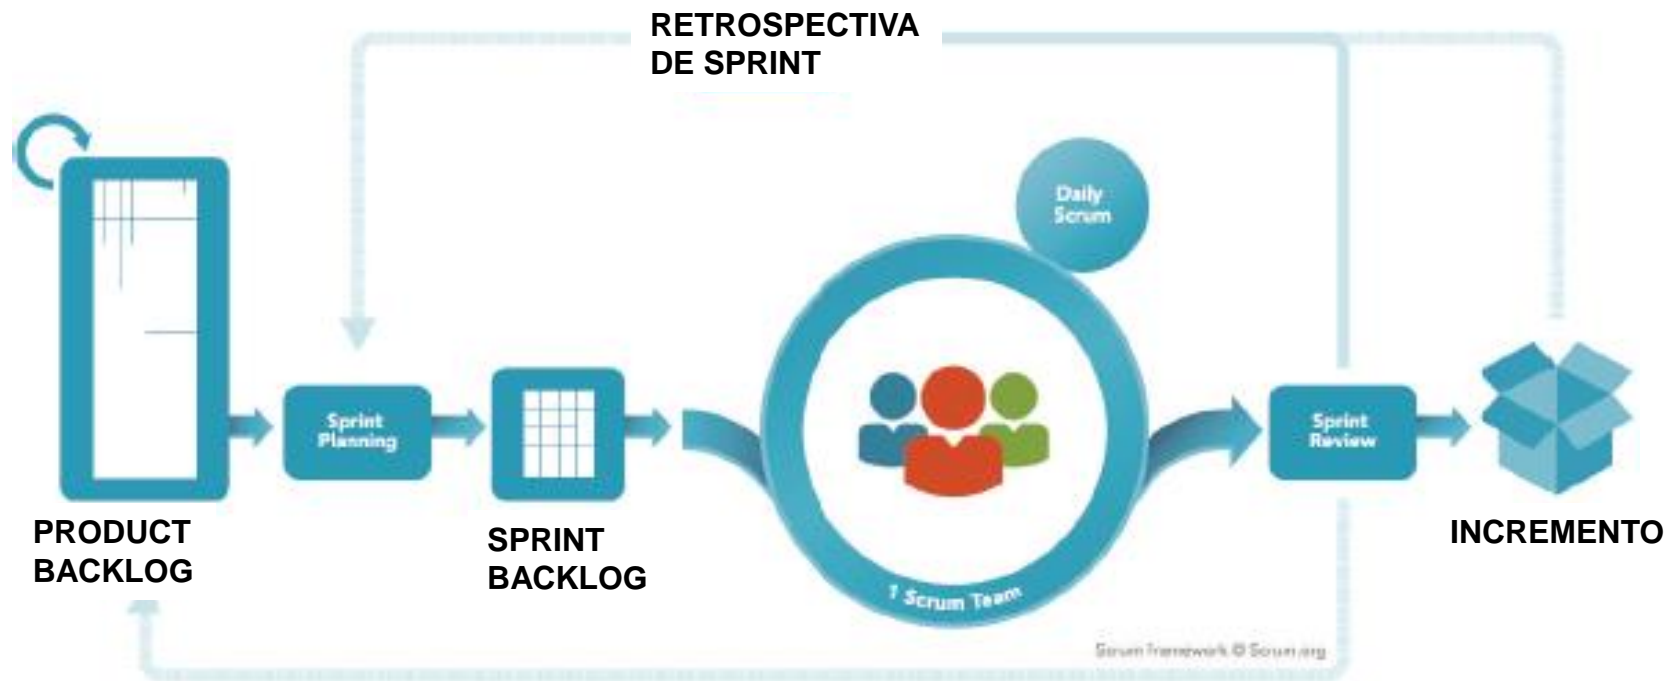 RETROSPECTIVA
DE SPRINT
Daily
Scrum
Sprint
Planning
Sprint
Review
PRODUCT
BACKLOG
SPRINT
BACKLOG
INCREMENTO
1 Scrum Team
Scrum Framework © Scrum.org